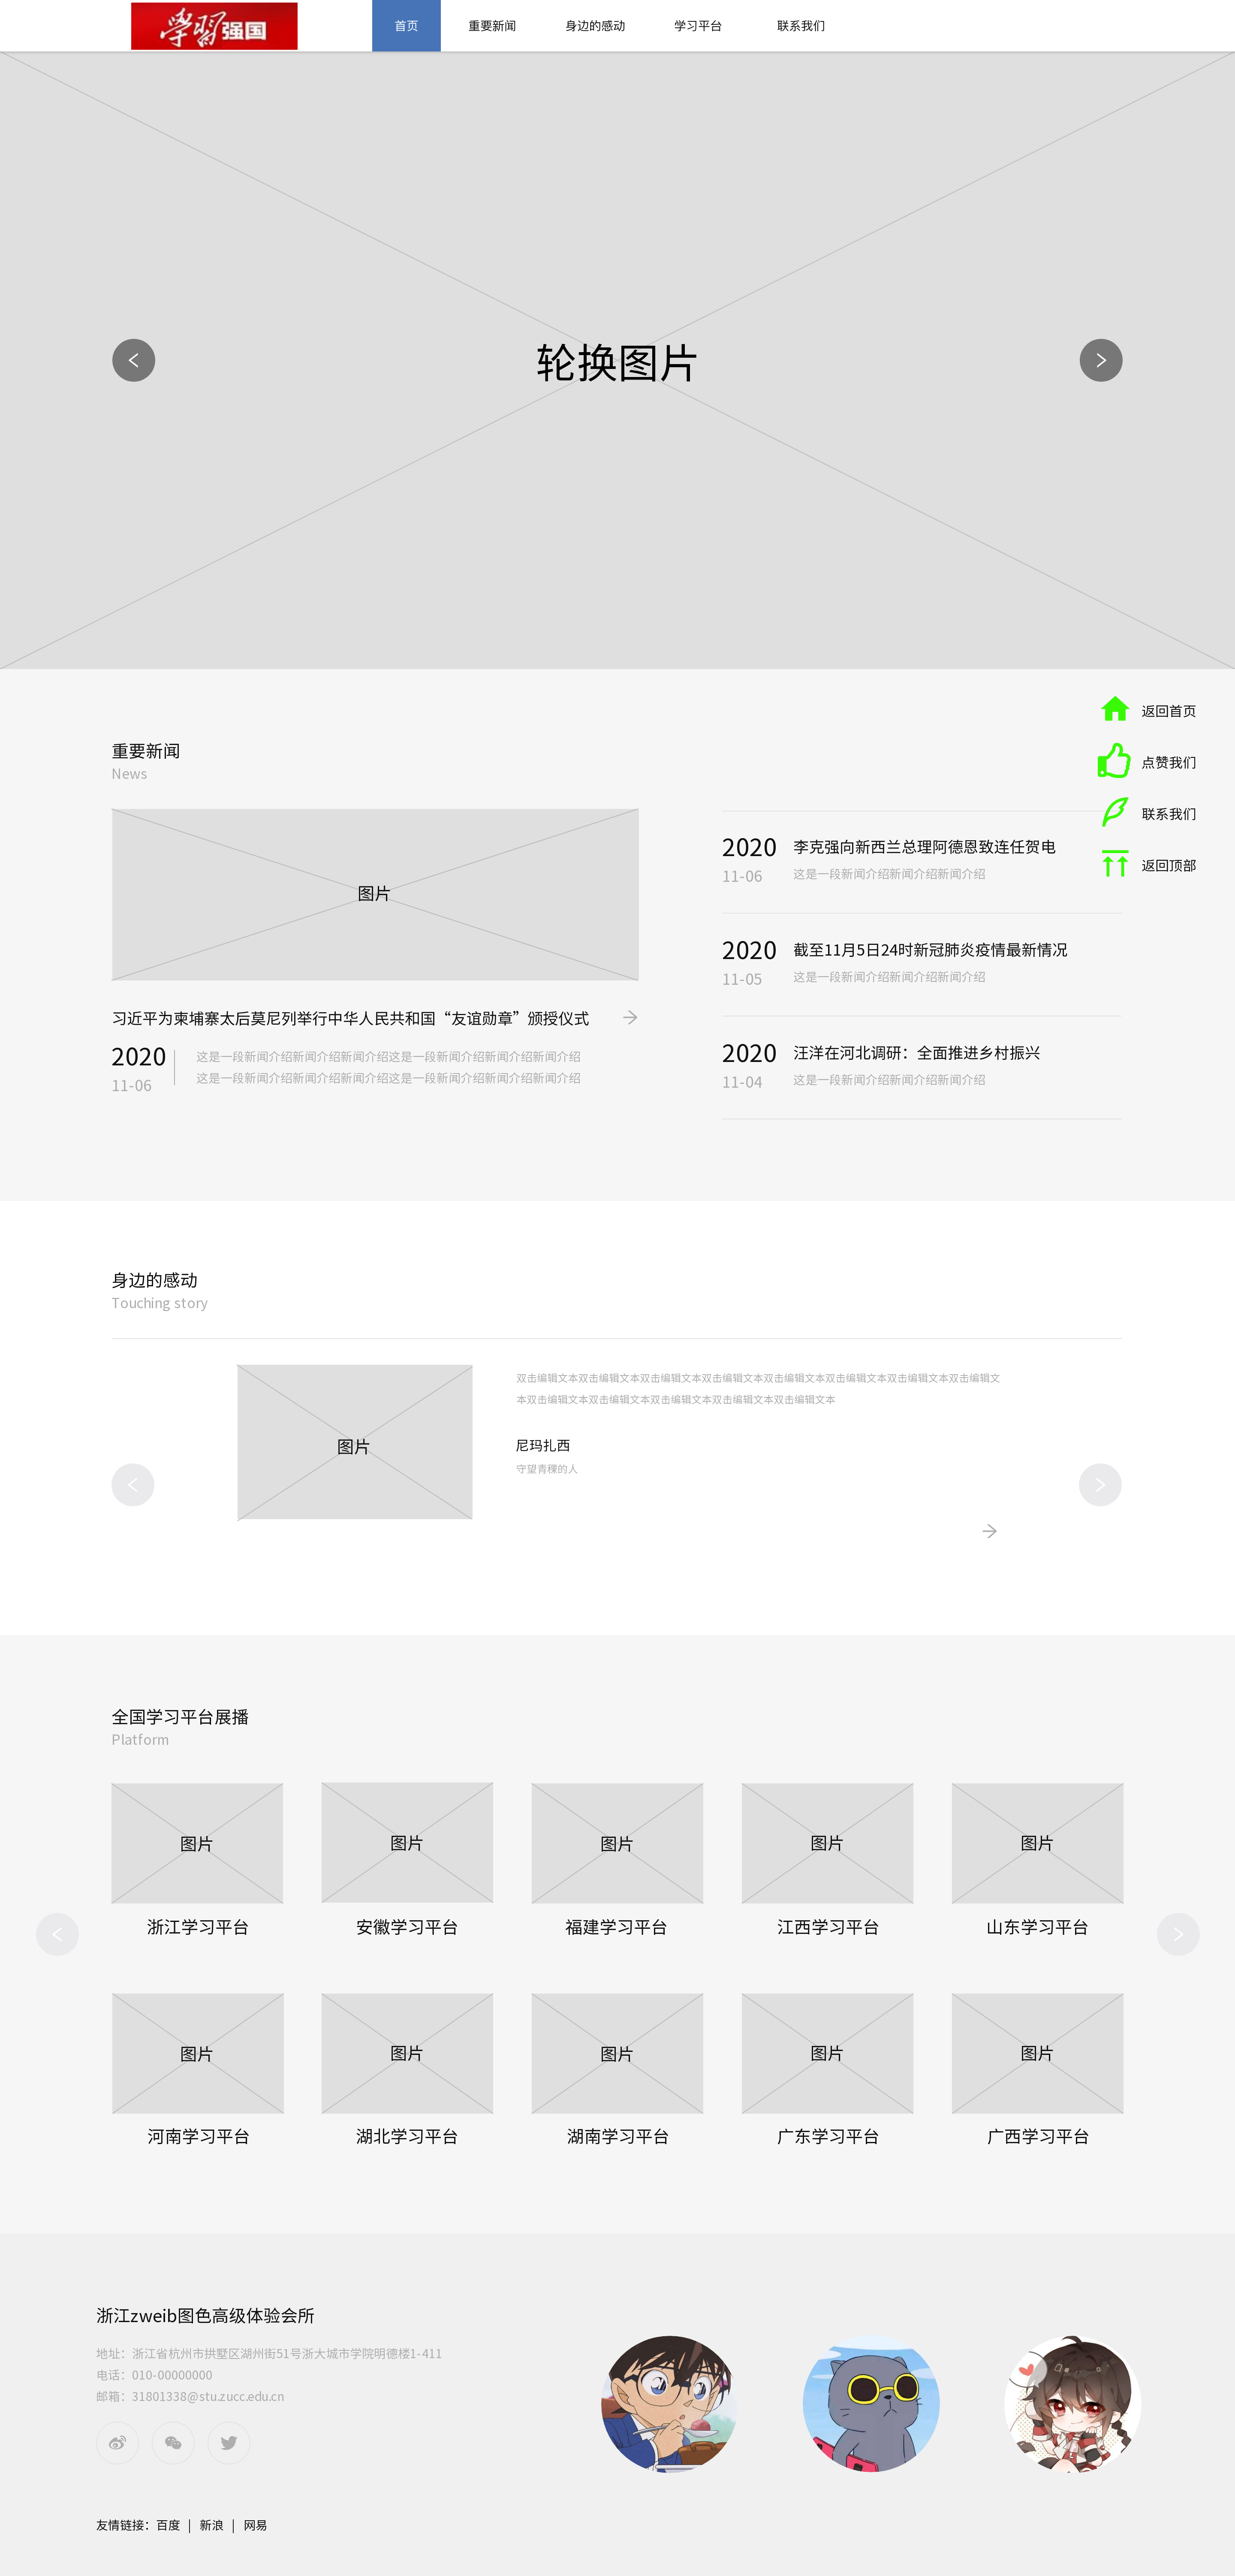 学習强国
首页 重要新闻 身边的感动 学习平台 联系我们
轮换图片
返回首页
点赞我们
联系我们
返回顶部
重要新闻
News
图片
习近平为柬埔寨太后莫尼列举行中华人民共和国“友谊勋章”颁授仪式
2020
11-06
这是一段新闻介绍新闻介绍新闻介绍这是一段新闻介绍新闻介绍新闻介绍
这是一段新闻介绍新闻介绍新闻介绍这是一段新闻介绍新闻介绍新闻介绍
2020 李克强向新西兰总理阿德恩致连任贺电
11-06 这是一段新闻介绍新闻介绍新闻介绍
2020 截至11月5日24时新冠肺炎疫情最新情况
11-05 这是一段新闻介绍新闻介绍新闻介绍
2020 汪洋在河北调研：全面推进乡村振兴
11-04 这是一段新闻介绍新闻介绍新闻介绍
身边的感动
Touching story
图片
双击编辑文本双击编辑文本双击编辑文本双击编辑文本双击编辑文本双击编辑文本双击编辑文本双击编辑文
本双击编辑文本双击编辑文本双击编辑文本双击编辑文本双击编辑文本
尼玛扎西
守望青稞的人
全国学习平台展播
Platform
图片 图片 图片 图片 图片
浙江学习平台 安徽学习平台 福建学习平台 江西学习平台 山东学习平台
图片 图片 图片 图片 图片
河南学习平台 湖北学习平台 湖南学习平台 广东学习平台 广西学习平台
浙江zweib图色高级体验会所
地址：浙江省杭州市拱墅区湖州街51号浙大城市学院明德楼1-411
电话：010-00000000
邮箱：31801338@stu.zucc.edu.cn
友情链接：百度 | 新浪 | 网易